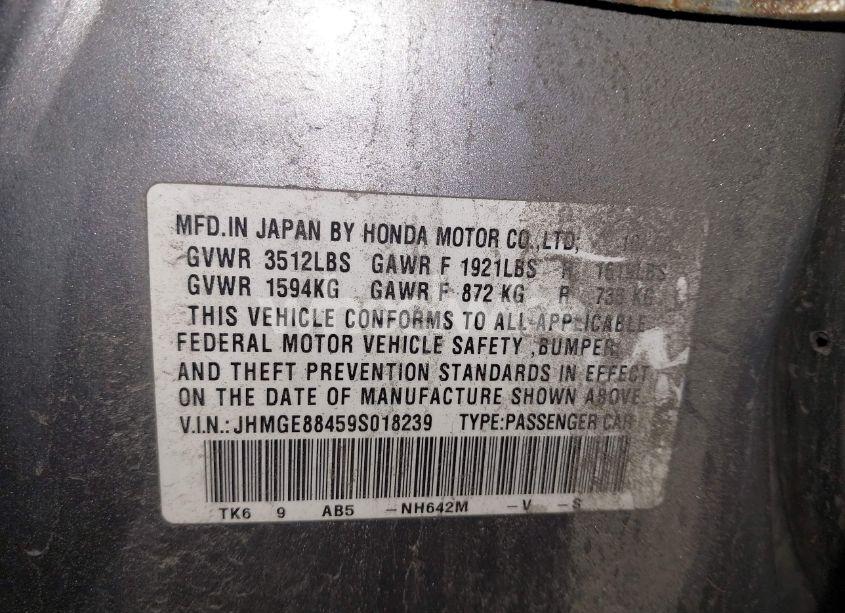 MFD.IN JAPAN BY HONDA MOTOR CO.,LTD,
GVWR 3512LBS GAWR F 1921LBS R LBS
GVWR 1594KG GAWR F 872 KG R KG
THIS VEHICLE CONFORMS TO ALL APPLICABLE
FEDERAL MOTOR VEHICLE SAFETY ,BUMPER
AND THEFT PREVENTION STANDARDS IN EFFECT
ON THE DATE OF MANUFACTURE SHOWN ABOVE.
V.I.N.:JHMGE88459S018239 TYPE:PASSENGER CAR
TK6 9 AB5 -NH642M -V -S